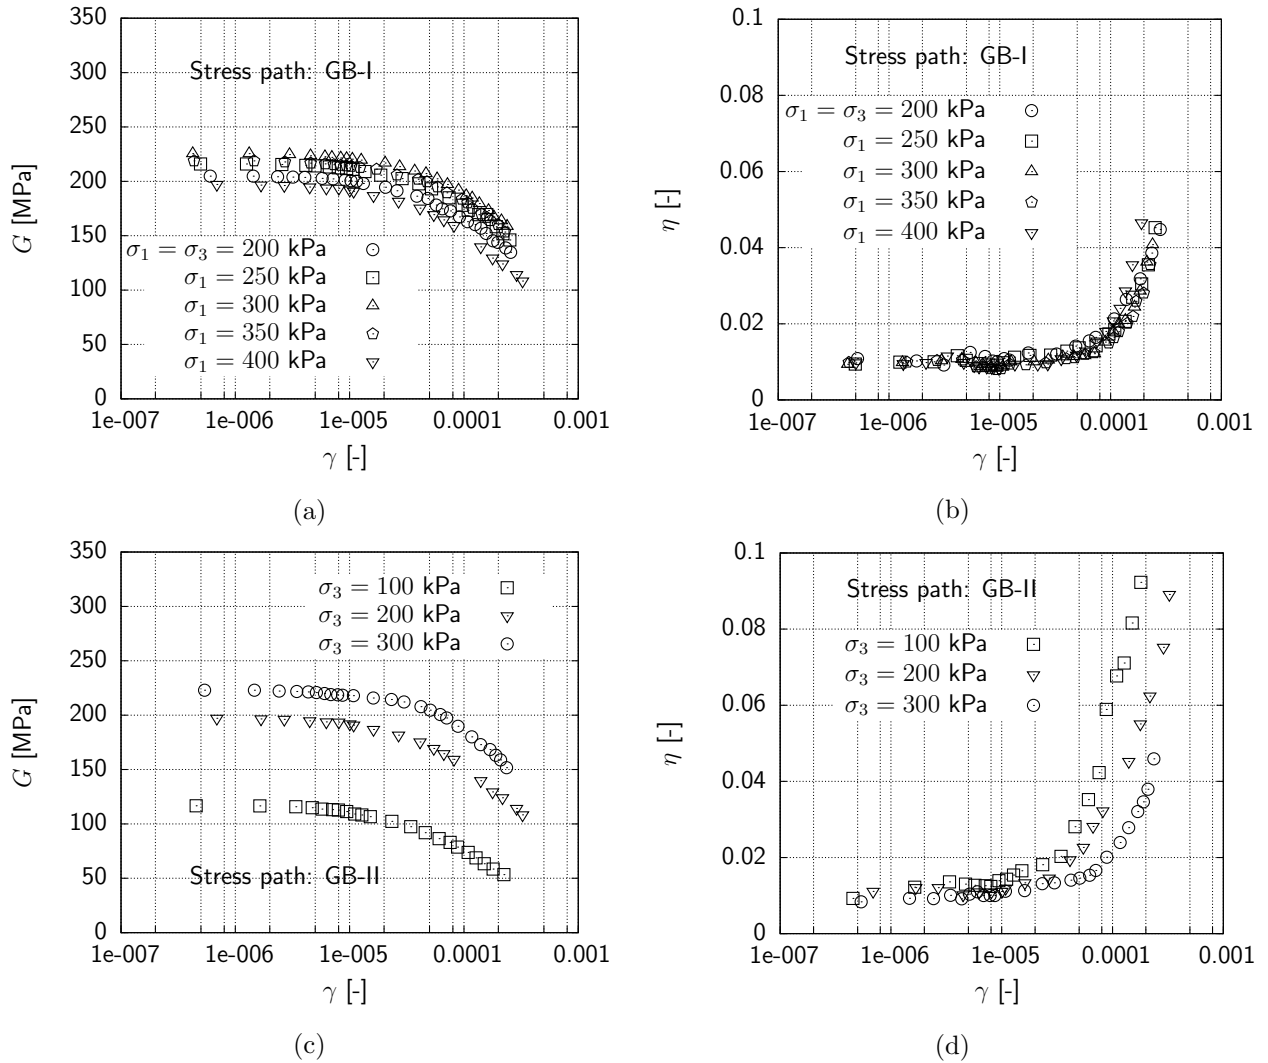 350
300
250
200
150
100
50
0
G [MPa]
Stress path: GB-I
σ1 = σ3 = 200 kPa
σ1 = 250 kPa
σ1 = 300 kPa
σ1 = 350 kPa
σ1 = 400 kPa
1e-007 1e-006 1e-005 0.0001 0.001
γ [-]
(a)
0.1
0.08
0.06
0.04
0.02
0
η [-]
Stress path: GB-I
σ1 = σ3 = 200 kPa
σ1 = 250 kPa
σ1 = 300 kPa
σ1 = 350 kPa
σ1 = 400 kPa
1e-007 1e-006 1e-005 0.0001 0.001
γ [-]
(b)
350
300
250
200
150
100
50
0
G [MPa]
σ3 = 100 kPa
σ3 = 200 kPa
σ3 = 300 kPa
Stress path: GB-II
1e-007 1e-006 1e-005 0.0001 0.001
γ [-]
(c)
0.1
0.08
0.06
0.04
0.02
0
η [-]
Stress path: GB-II
σ3 = 100 kPa
σ3 = 200 kPa
σ3 = 300 kPa
1e-007 1e-006 1e-005 0.0001 0.001
γ [-]
(d)